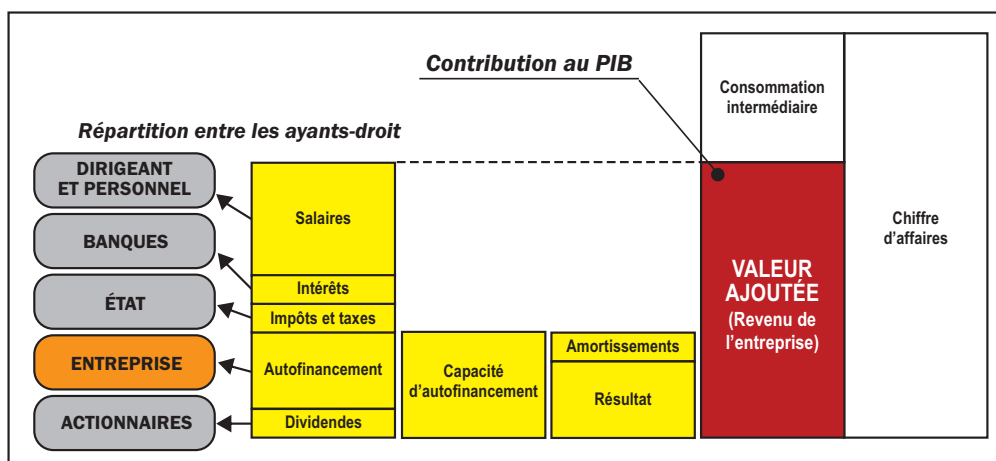 Contribution au PIB
Consommation
intermédiaire
Répartition entre les ayants-droit
DIRIGEANT
ET PERSONNEL
BANQUES
ÉTAT
ENTREPRISE
ACTIONNAIRES
Salaires
Intérêts
Impôts et taxes
Autofinancement
Dividendes
Capacité
d'autofinancement
Amortissements
Résultat
VALEUR
AJOUTÉE
(Revenu de
l'entreprise)
Chiffre
d'affaires